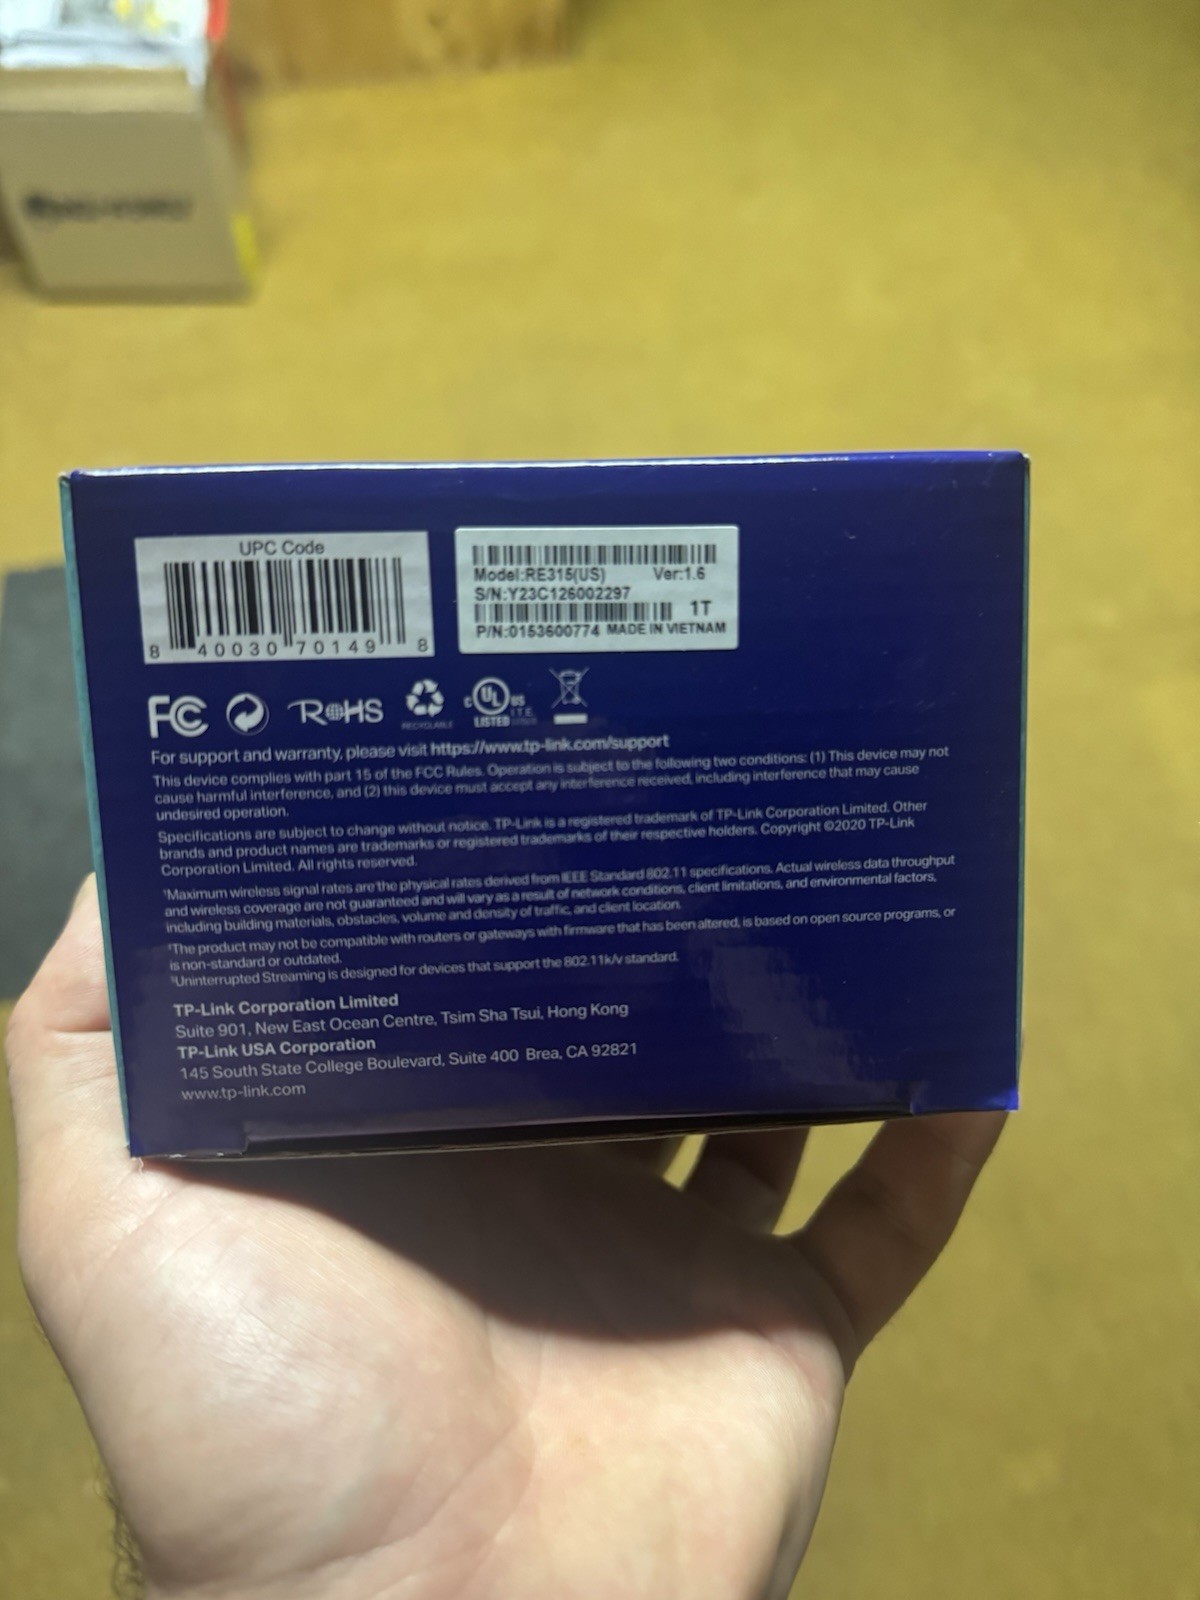 UPC Code
8 40030 70149 8
Model:RE315(US) Ver:1.6
S/N:Y23C126002297
1T
P/N:0153600774 MADE IN VIETNAM
FC RoHS RECYCLABLE c UL US LISTED I.T.E.
For support and warranty, please visit https://www.tp-link.com/support
This device complies with part 15 of the FCC Rules. Operation is subject to the following two conditions: (1) This device may not
cause harmful interference, and (2) this device must accept any interference received, including interference that may cause
undesired operation.
Specifications are subject to change without notice. TP-Link is a registered trademark of TP-Link Corporation Limited. Other
brands and product names are trademarks or registered trademarks of their respective holders. Copyright ©2020 TP-Link
Corporation Limited. All rights reserved.
†Maximum wireless signal rates are the physical rates derived from IEEE Standard 802.11 specifications. Actual wireless data throughput
and wireless coverage are not guaranteed and will vary as a result of network conditions, client limitations, and environmental factors,
including building materials, obstacles, volume and density of traffic, and client location.
‡The product may not be compatible with routers or gateways with firmware that has been altered, is based on open source programs, or
is non-standard or outdated.
§Uninterrupted Streaming is designed for devices that support the 802.11k/v standard.
TP-Link Corporation Limited
Suite 901, New East Ocean Centre, Tsim Sha Tsui, Hong Kong
TP-Link USA Corporation
145 South State College Boulevard, Suite 400 Brea, CA 92821
www.tp-link.com